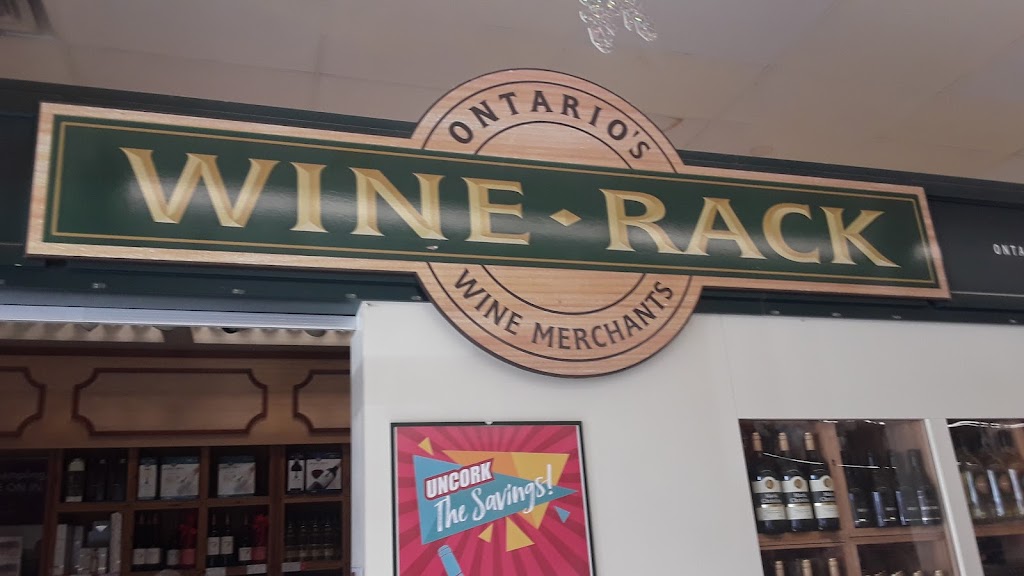 ONTARIO'S
WINE RACK
WINE MERCHANTS
UNCORK
The Savings!